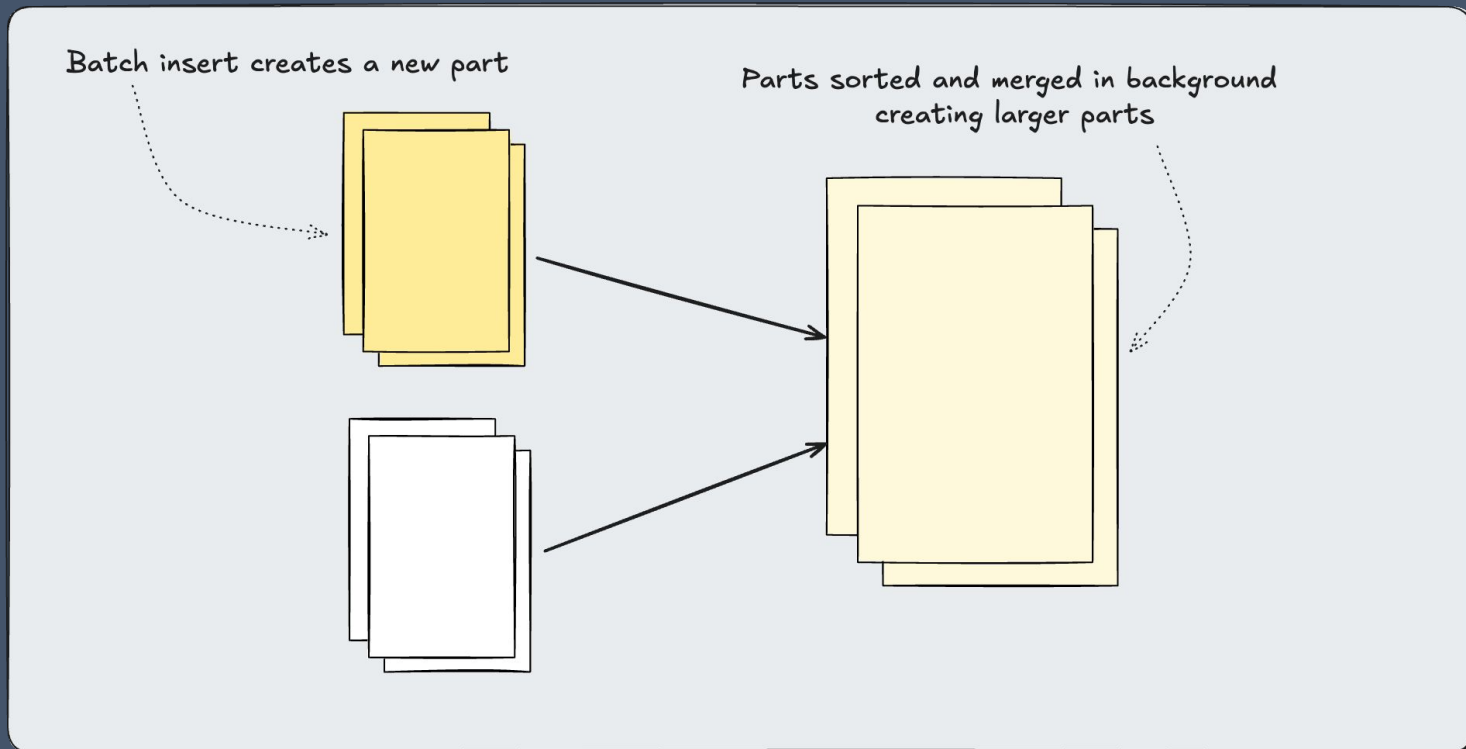 Batch insert creates a new part
Parts sorted and merged in background
creating larger parts